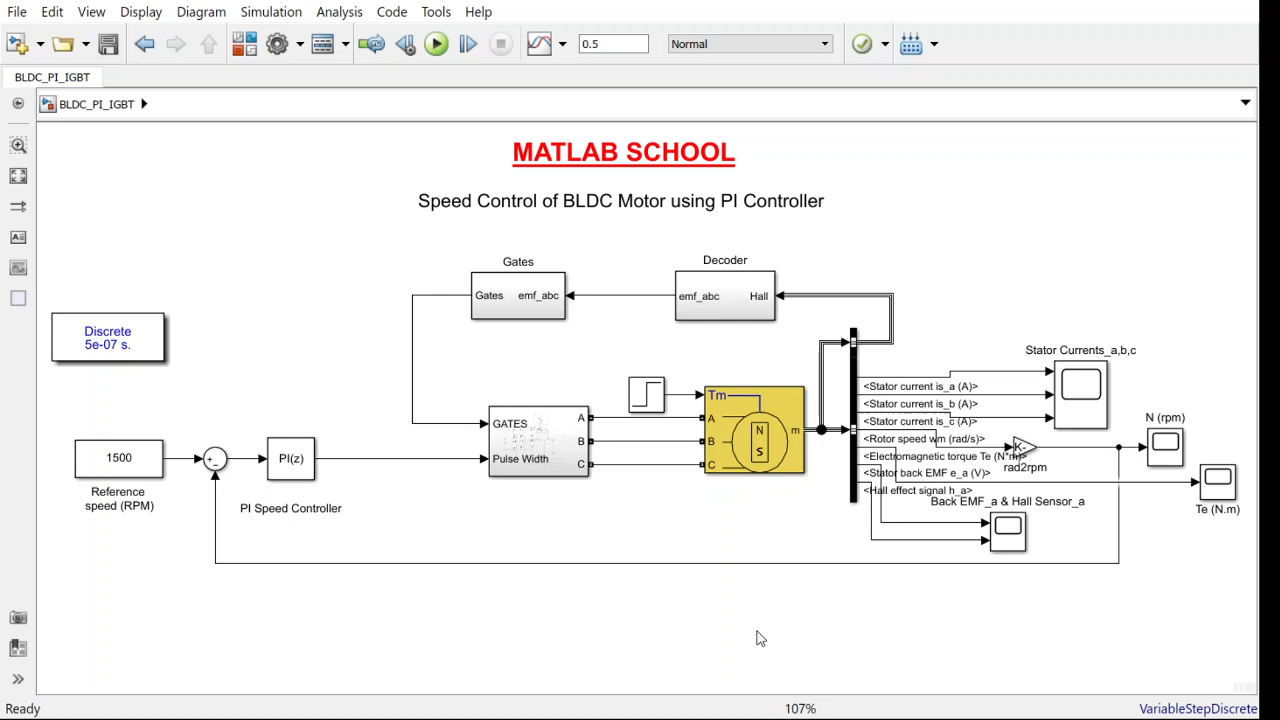 File Edit View Display Diagram Simulation Analysis Code Tools Help
0.5 Normal
BLDC_PI_IGBT
BLDC_PI_IGBT
MATLAB SCHOOL
Speed Control of BLDC Motor using PI Controller
Gates
Decoder
Gates emf_abc
emf_abc Hall
Discrete
5e-07 s.
Stator Currents_a,b,c
Tm
GATES
Pulse Width
A
B
C
A
B
C
N
S
m
<Stator current is_a (A)>
<Stator current is_b (A)>
<Stator current is_c (A)>
<Rotor speed wm (rad/s)>
<Electromagnetic torque Te (N*m)>
<Stator back EMF e_a (V)>
<Hall effect signal h_a>
N (rpm)
K-
rad2rpm
Te (N.m)
Back EMF_a & Hall Sensor_a
1500
Reference
speed (RPM)
+_
PI(z)
PI Speed Controller
Ready 107% VariableStepDiscrete